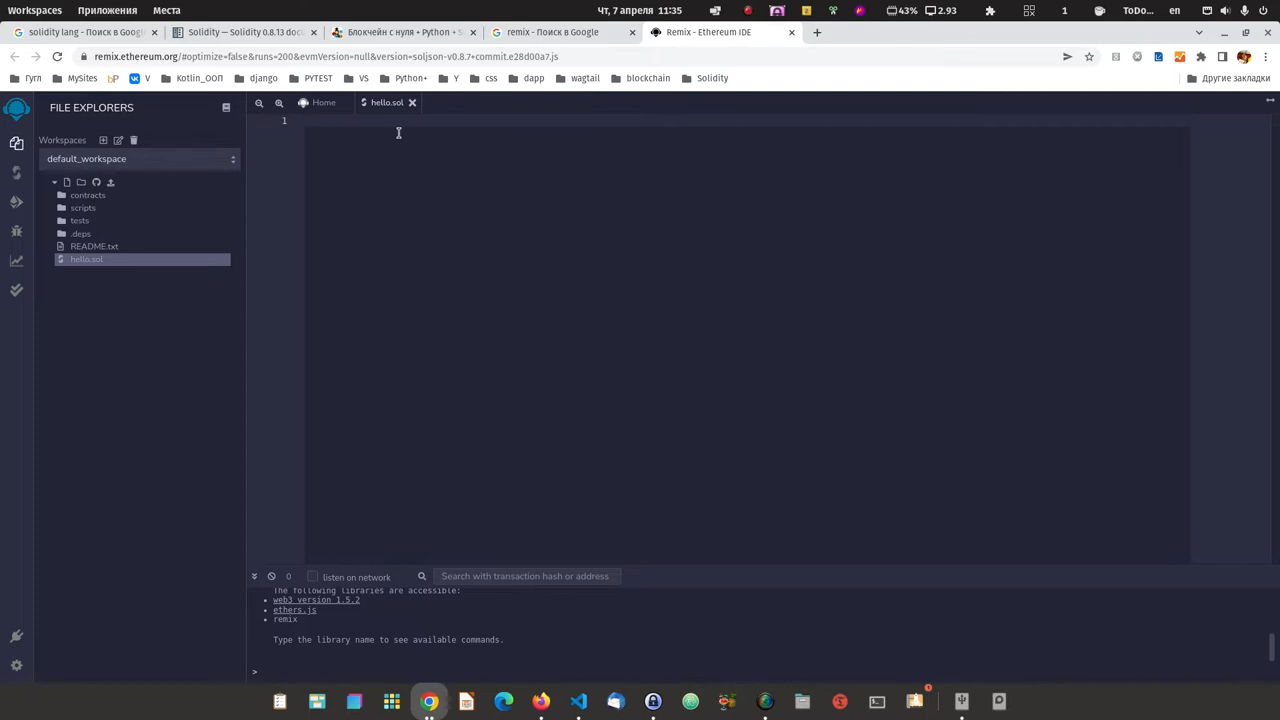 Workspaces Приложения Места Чт, 7 апреля 11:35 1 43% 2.93 ToDo... en
solidity lang - Поиск в Googl Solidity — Solidity 0.8.13 docu Блокчейн с нуля + Python + S remix - Поиск в Google Remix - Ethereum IDE
remix.ethereum.org/#optimize=false&runs=200&evmVersion=null&version=soljson-v0.8.7+commit.e28d00a7.js
Гугл MySites bP V Kotlin_ООП django PYTEST VS Python+ Y css dapp wagtail blockchain Solidity Другие закладки
FILE EXPLORERS
Home hello.sol
1
Workspaces
default_workspace
contracts
scripts
tests
.deps
README.txt
hello.sol
0 listen on network Search with transaction hash or address
The following libraries are accessible:
web3 version 1.5.2
ethers.js
remix
Type the library name to see available commands.
>